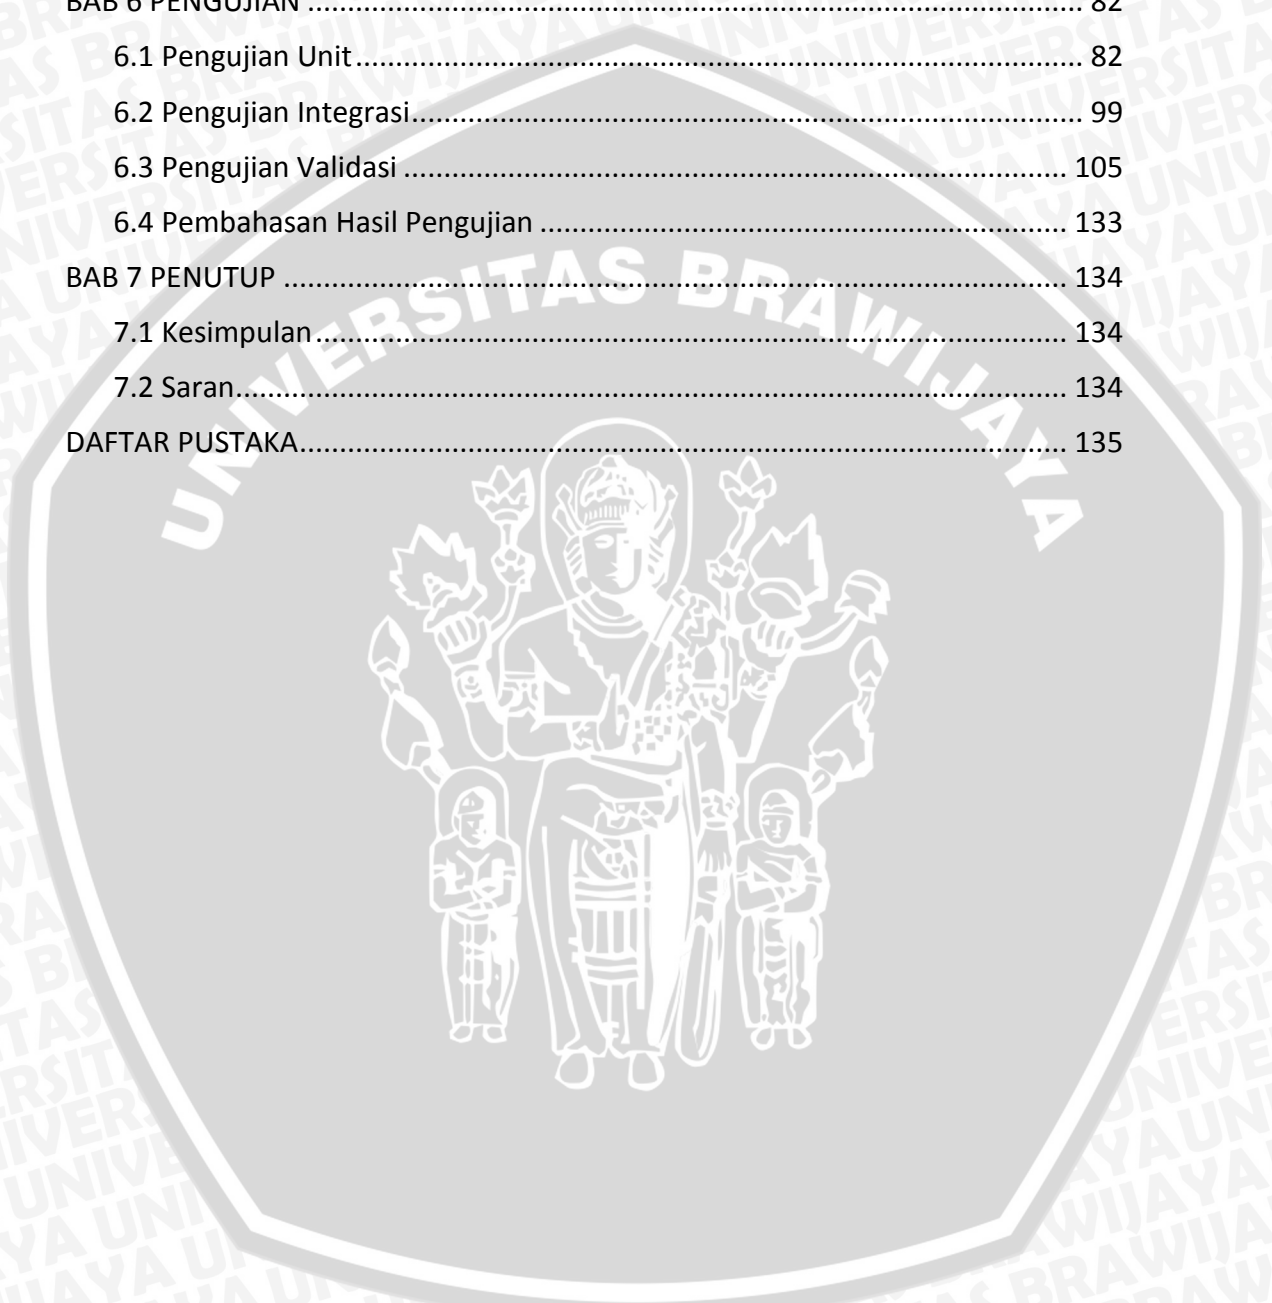 BAB 6 PENGUJIAN ........................................................................ 82
6.1 Pengujian Unit ........................................................................ 82
6.2 Pengujian Integrasi ........................................................................ 99
6.3 Pengujian Validasi ........................................................................ 105
6.4 Pembahasan Hasil Pengujian ........................................................................ 133
BAB 7 PENUTUP ........................................................................ 134
7.1 Kesimpulan ........................................................................ 134
7.2 Saran ........................................................................ 134
DAFTAR PUSTAKA ........................................................................ 135
UNIVERSITAS BRAWIJAYA